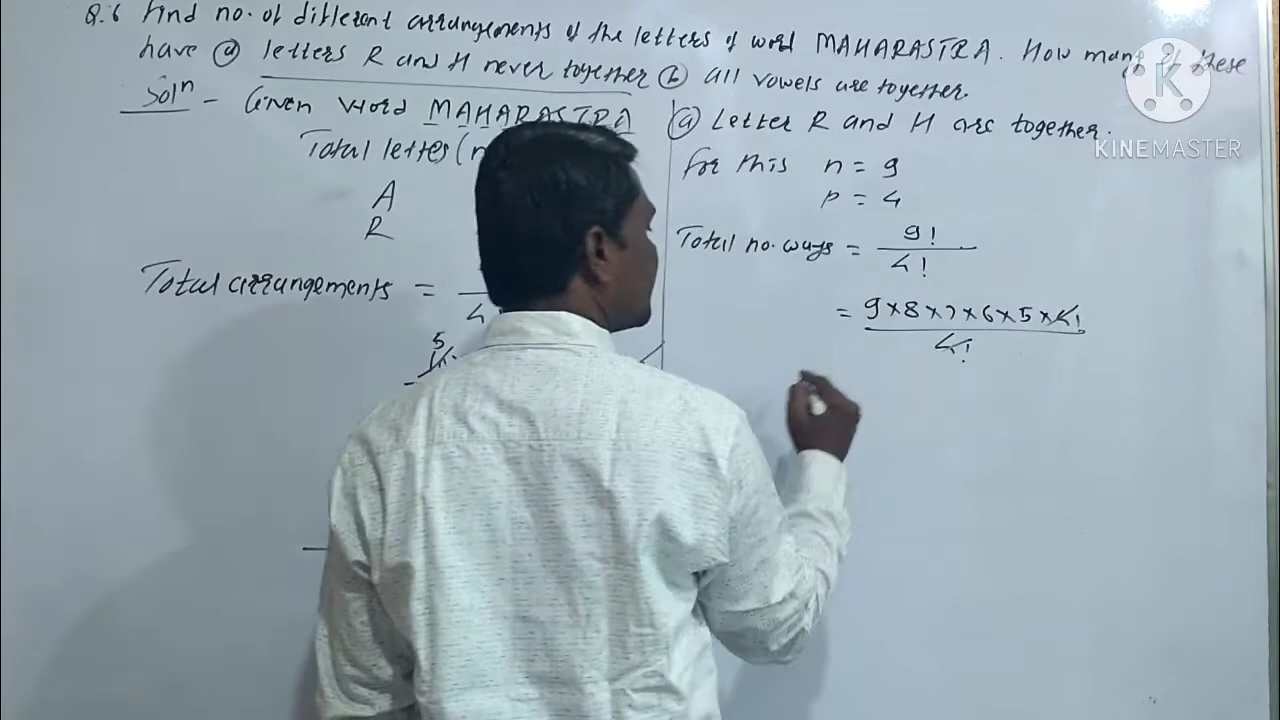 Q.6 Find no. of different arrangements of the letters of word MAHARASTRA. How many of these
have ⓐ letters R and H never together ⓑ all vowels are together.
Solⁿ - Given word MAHARASTRA
Total letters (n
A
R
Total arrangements =
4
5
ⓐ Letter R and H are together.
for this n = 9
p = 4
Total no. ways = 9!
4!
= 9×8×7×6×5×4!
4!
K
KINEMASTER